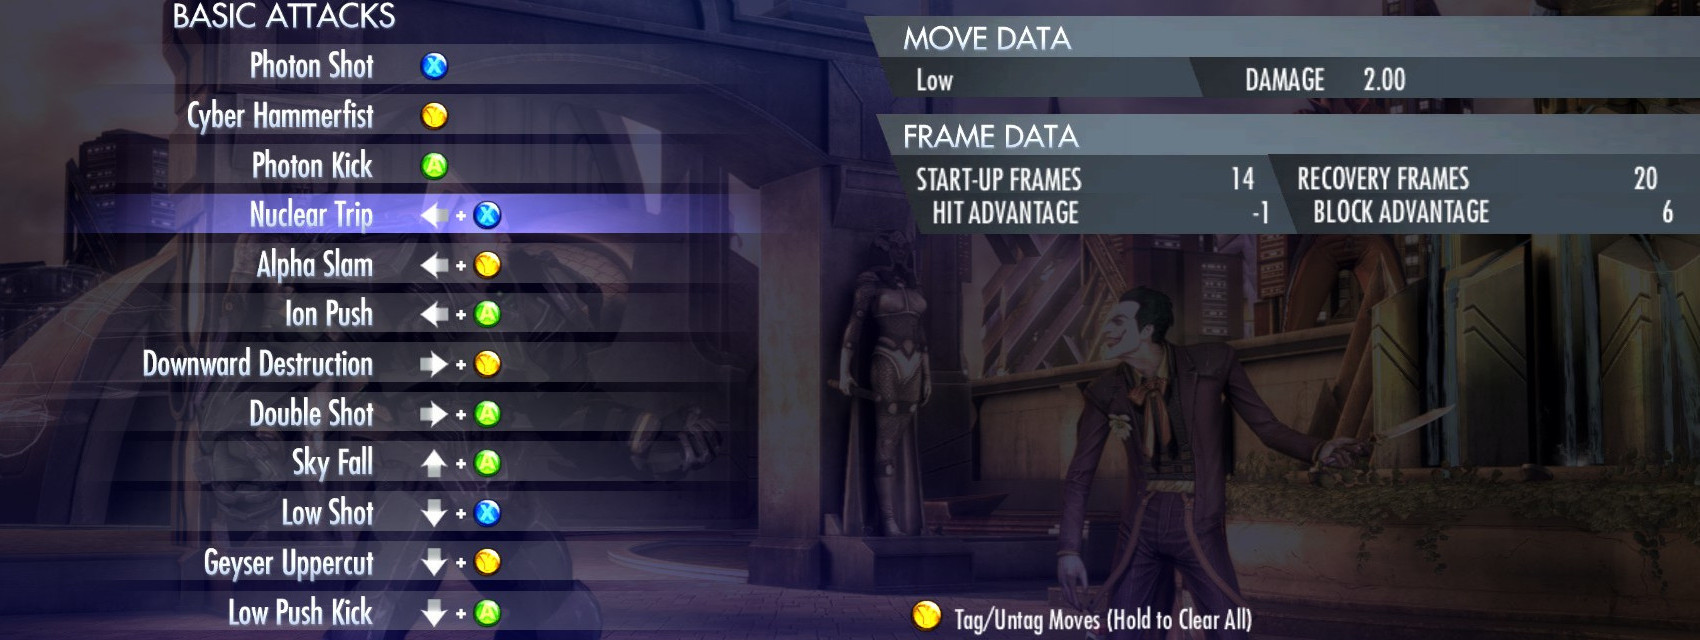 BASIC ATTACKS
Photon Shot X
Cyber Hammerfist Y
Photon Kick A
Nuclear Trip + X
Alpha Slam + Y
Ion Push + A
Downward Destruction + Y
Double Shot + A
Sky Fall + A
Low Shot + X
Geyser Uppercut + Y
Low Push Kick + A
MOVE DATA
Low DAMAGE 2.00
FRAME DATA
START-UP FRAMES 14 RECOVERY FRAMES 20
HIT ADVANTAGE -1 BLOCK ADVANTAGE 6
Y Tag/Untag Moves (Hold to Clear All)